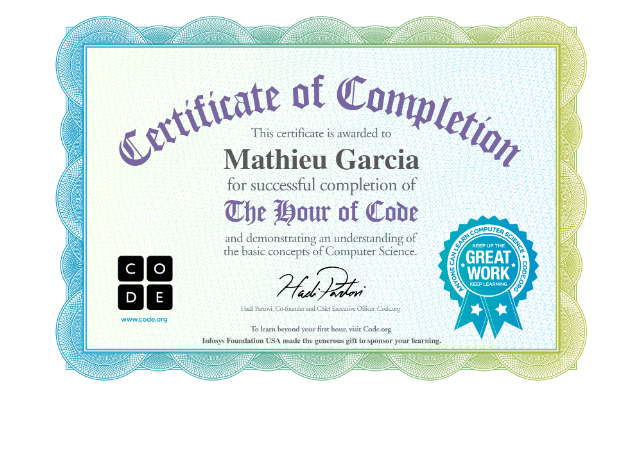 Certificate of Completion
This certificate is awarded to
Mathieu Garcia
for successful completion of
The Hour of Code
and demonstrating an understanding of
the basic concepts of Computer Science.
CO
DE
www.code.org
Hadi Partovi
Hadi Partovi, Co-founder and Chief Executive Officer, Code.org
ANYONE CAN LEARN COMPUTER SCIENCE • CODE.ORG
KEEP UP THE
GREAT
WORK
KEEP LEARNING
To learn beyond your first hour, visit Code.org
Infosys Foundation USA made the generous gift to sponsor your learning.